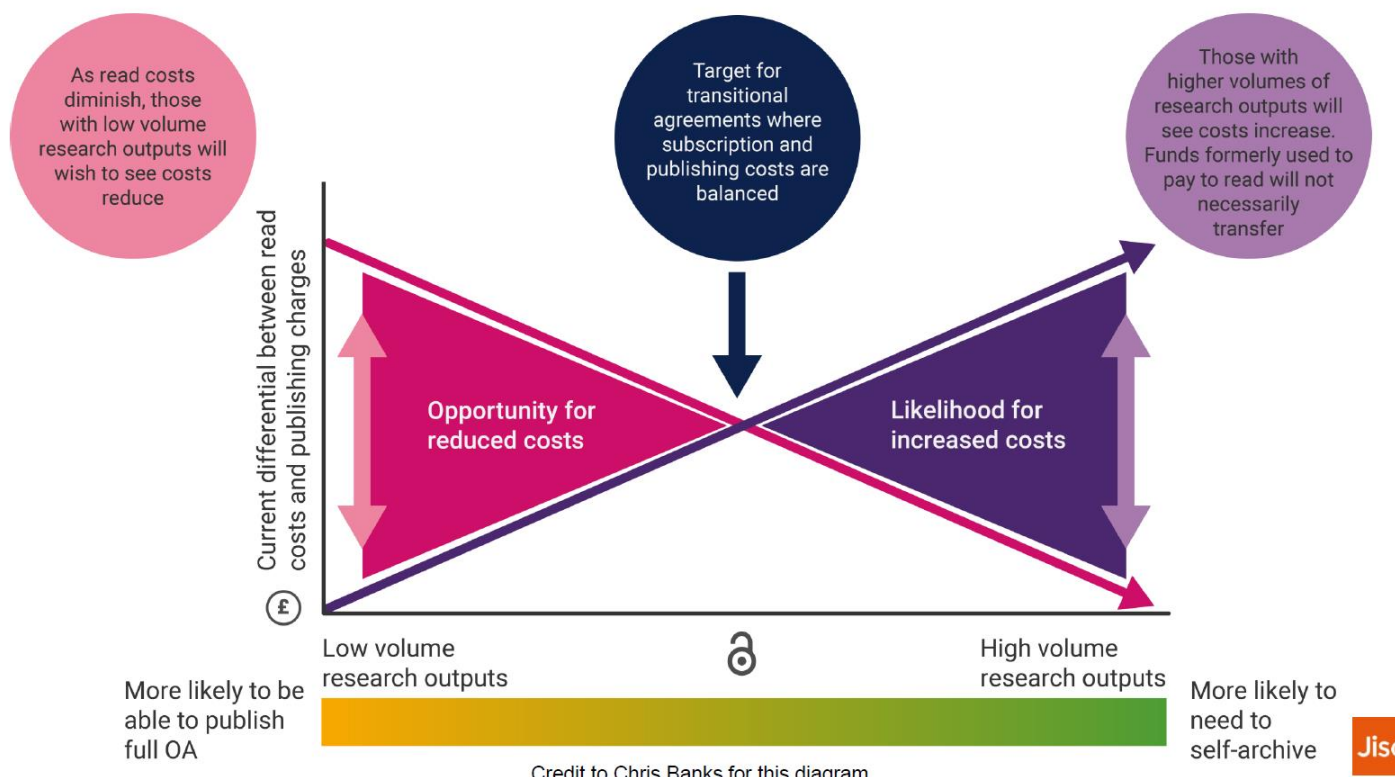 As read costs
diminish, those
with low volume
research outputs will
wish to see costs
reduce
Target for
transitional
agreements where
subscription and
publishing costs are
balanced
Those with
higher volumes of
research outputs will
see costs increase.
Funds formerly used to
pay to read will not
necessarily
transfer
Current differential between read
costs and publishing charges
£
Opportunity for
reduced costs
Likelihood for
increased costs
Low volume
research outputs
High volume
research outputs
More likely to be
able to publish
full OA
More likely to
need to
self-archive
Credit to Chris Banks for this diagram